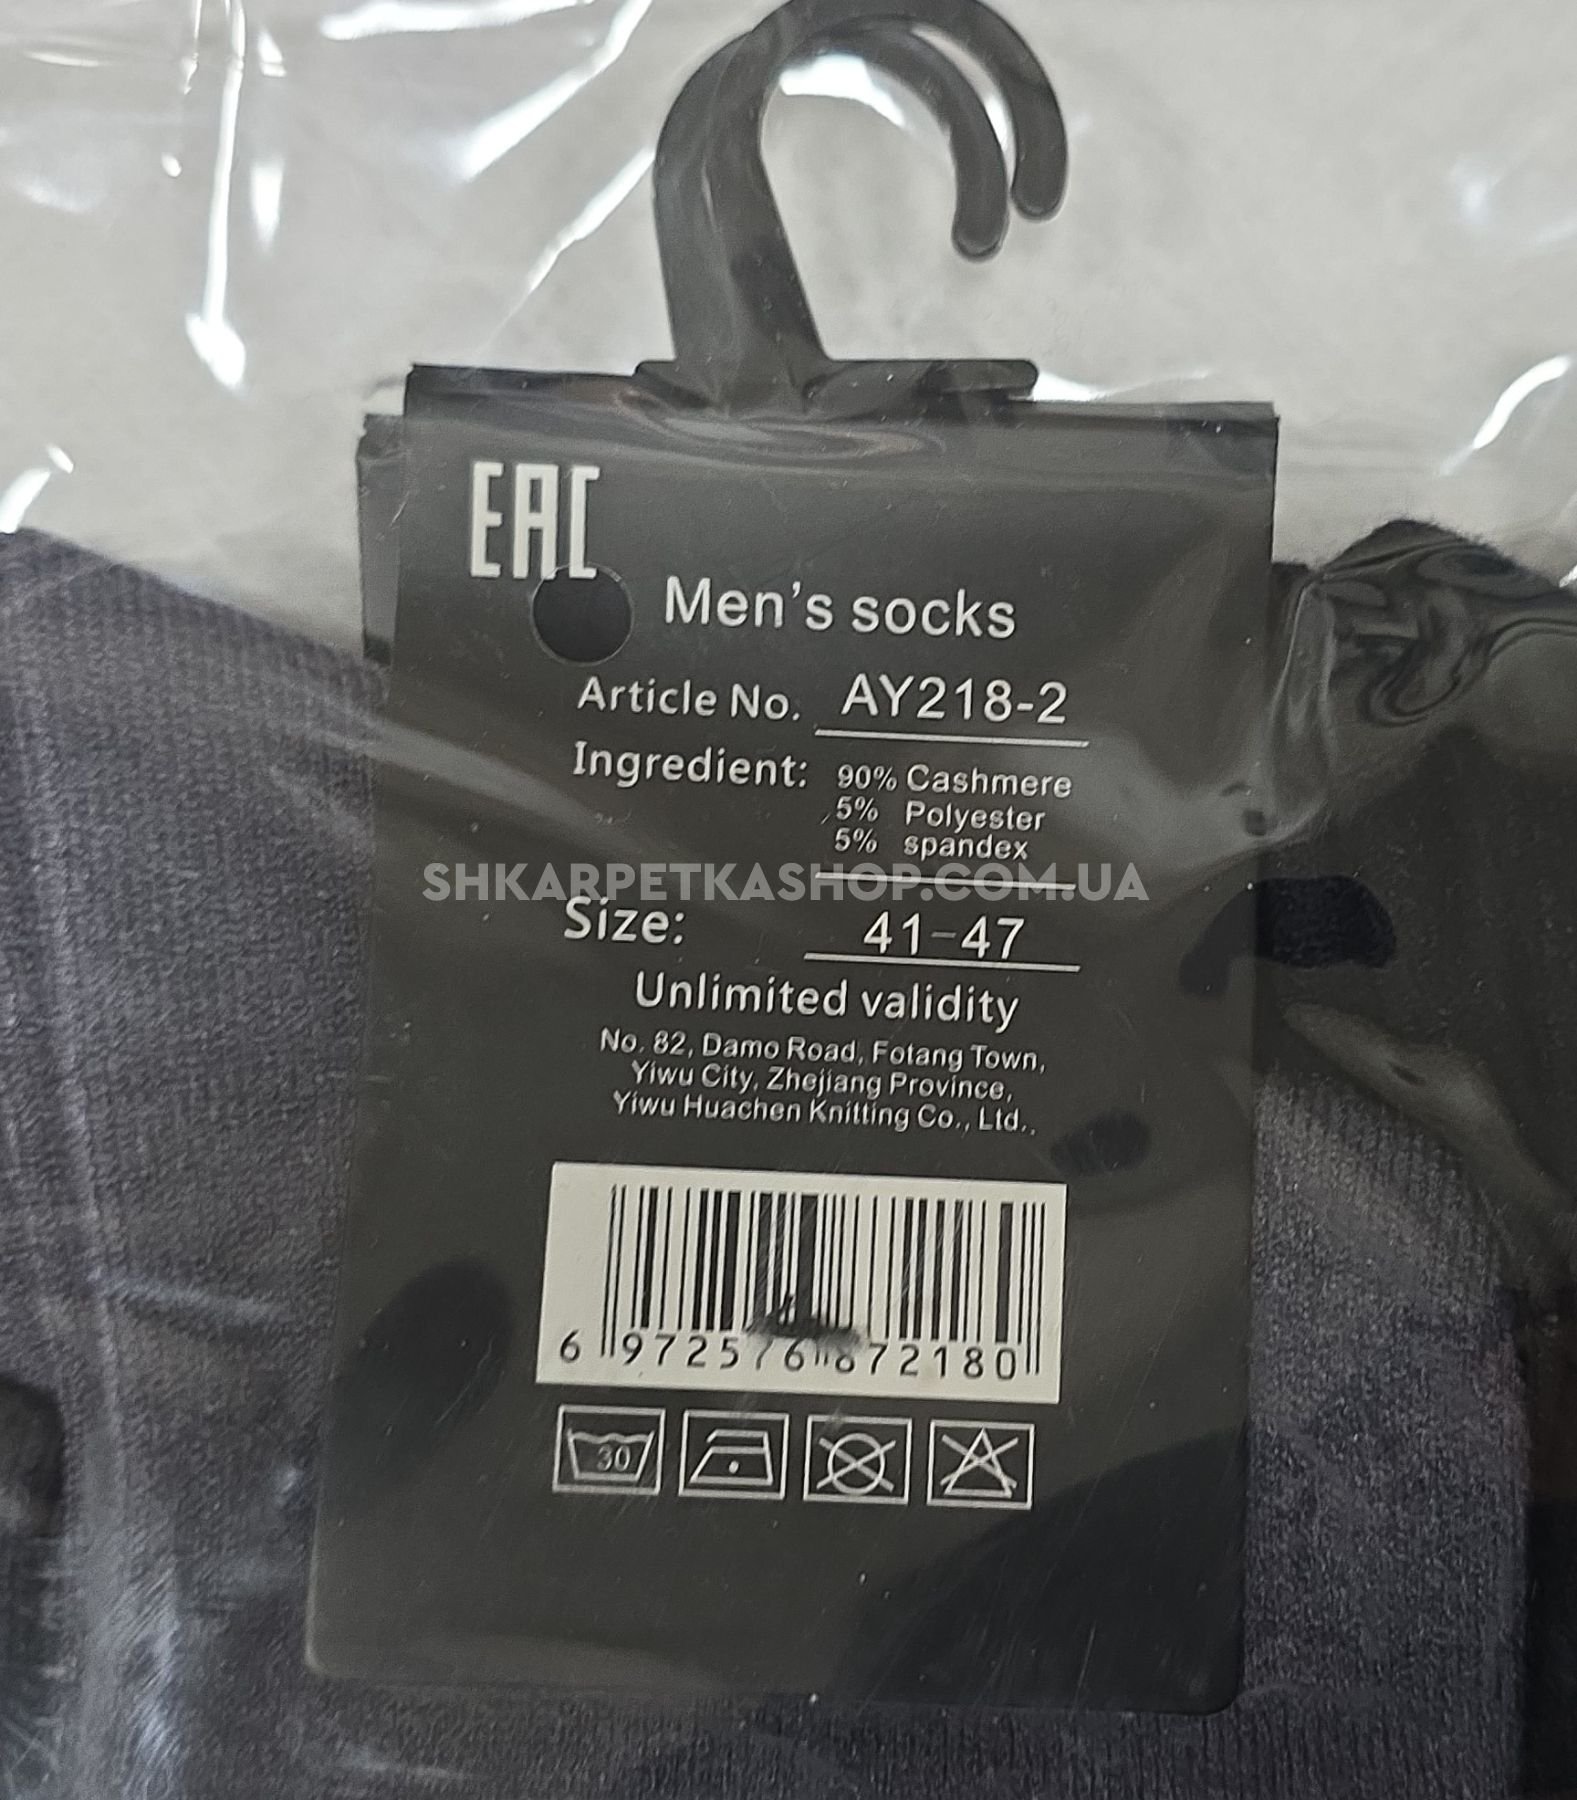 EAC
Men's socks
Article No. AY218-2
Ingredient: 90% Cashmere
5% Polyester
5% spandex
SHKARPETKASHOP.COM.UA
Size: 41-47
Unlimited validity
No. 82, Damo Road, Fotang Town,
Yiwu City, Zhejiang Province,
Yiwu Huachen Knitting Co., Ltd..
6 972576 872180
30